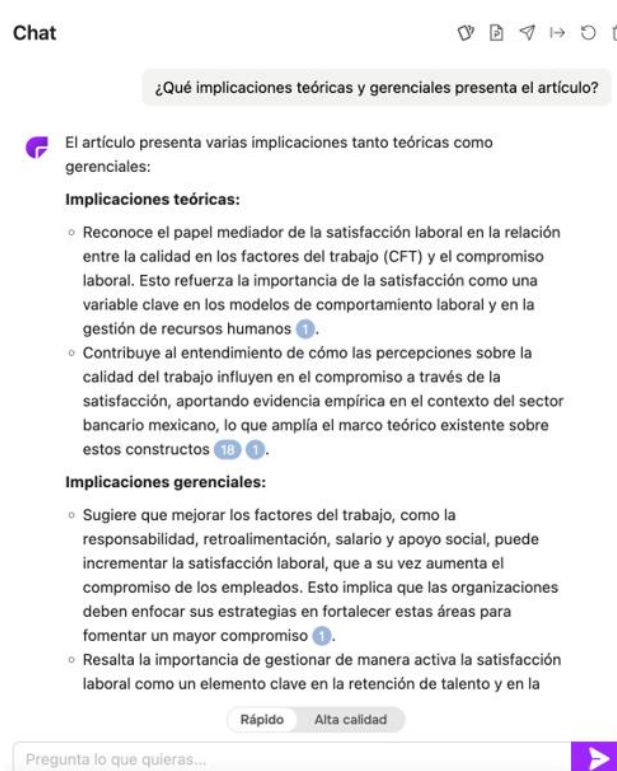 Chat
¿Qué implicaciones teóricas y gerenciales presenta el artículo?
El artículo presenta varias implicaciones tanto teóricas como
gerenciales:
Implicaciones teóricas:
Reconoce el papel mediador de la satisfacción laboral en la relación
entre la calidad en los factores del trabajo (CFT) y el compromiso
laboral. Esto refuerza la importancia de la satisfacción como una
variable clave en los modelos de comportamiento laboral y en la
gestión de recursos humanos 1.
Contribuye al entendimiento de cómo las percepciones sobre la
calidad del trabajo influyen en el compromiso a través de la
satisfacción, aportando evidencia empírica en el contexto del sector
bancario mexicano, lo que amplía el marco teórico existente sobre
estos constructos 18 1.
Implicaciones gerenciales:
Sugiere que mejorar los factores del trabajo, como la
responsabilidad, retroalimentación, salario y apoyo social, puede
incrementar la satisfacción laboral, que a su vez aumenta el
compromiso de los empleados. Esto implica que las organizaciones
deben enfocar sus estrategias en fortalecer estas áreas para
fomentar un mayor compromiso 1.
Resalta la importancia de gestionar de manera activa la satisfacción
laboral como un elemento clave en la retención de talento y en la
Rápido Alta calidad
Pregunta lo que quieras...